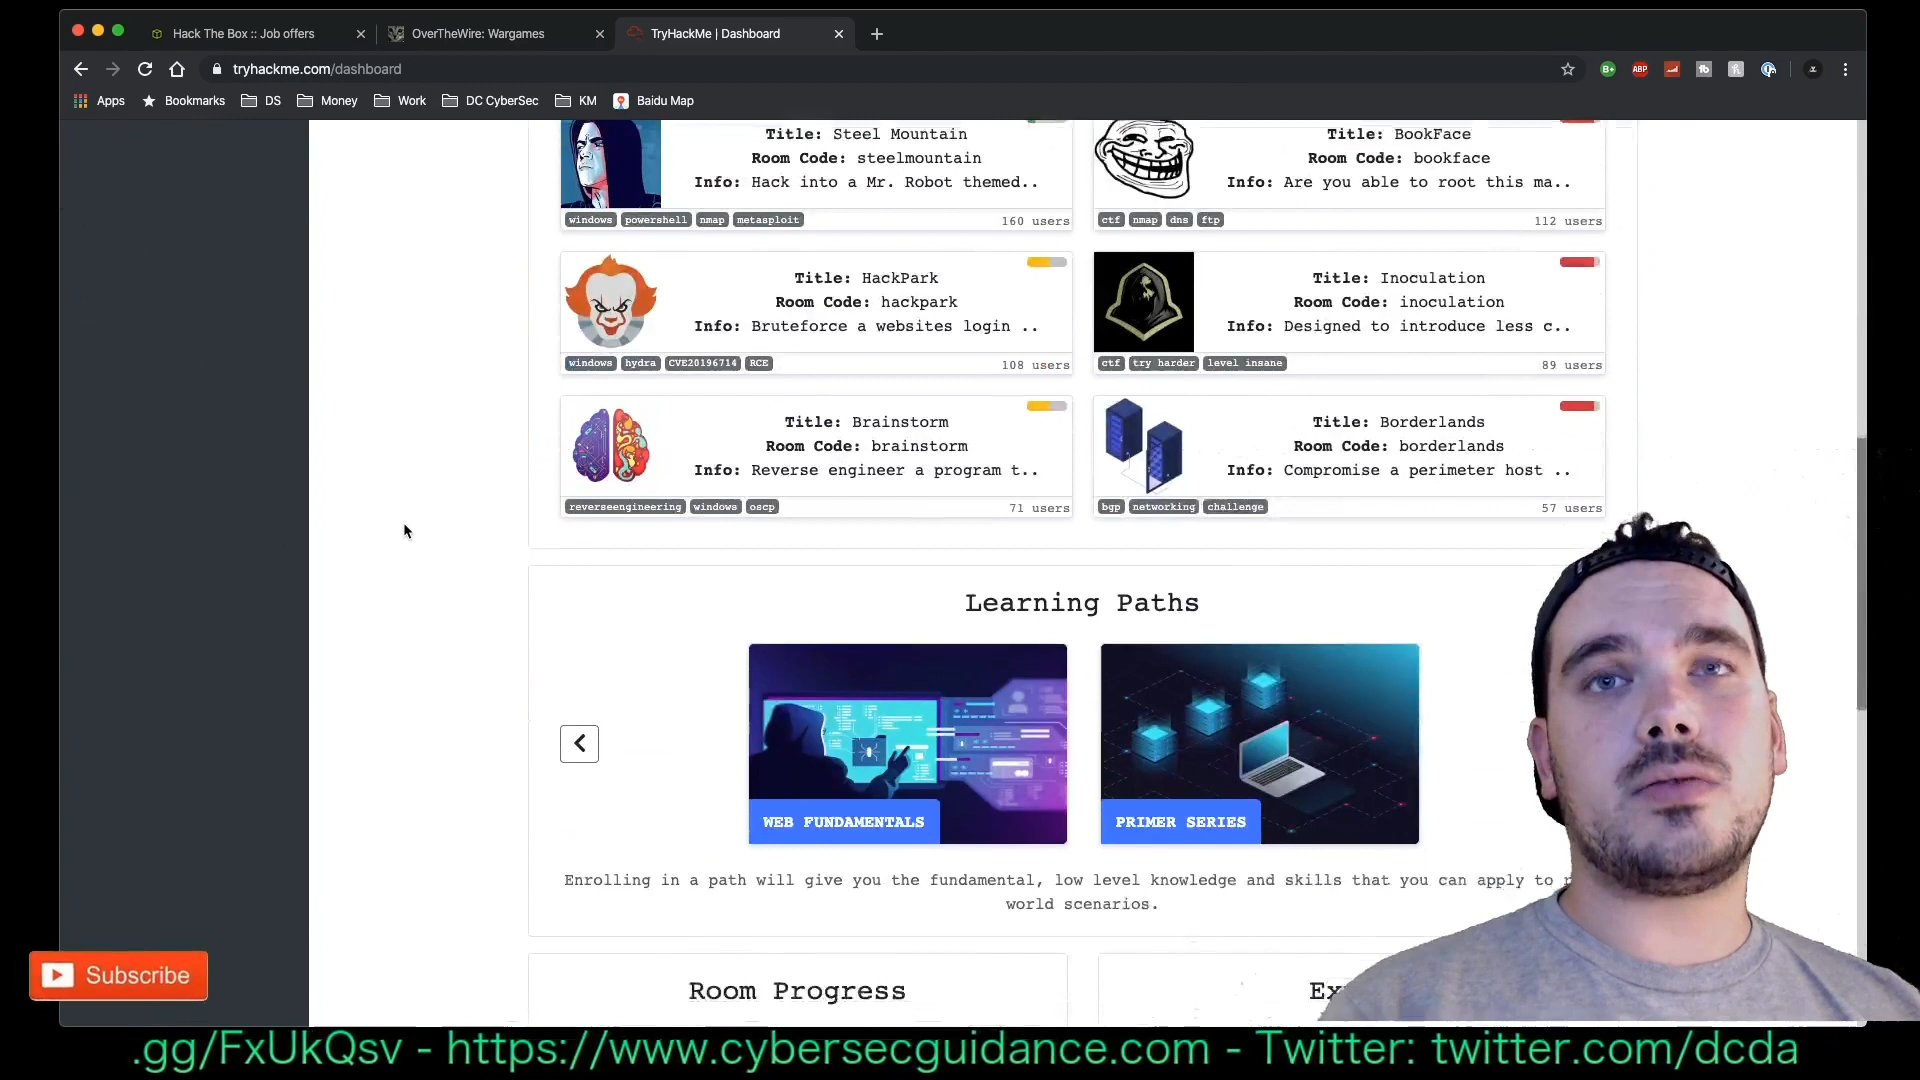 Hack The Box :: Job offers
OverTheWire: Wargames
TryHackMe | Dashboard
tryhackme.com/dashboard
Apps
Bookmarks
DS
Money
Work
DC CyberSec
KM
Baidu Map
Title: Steel Mountain
Room Code: steelmountain
Info: Hack into a Mr. Robot themed..
windows powershell nmap metasploit
160 users
Title: BookFace
Room Code: bookface
Info: Are you able to root this ma..
ctf nmap dns ftp
112 users
Title: HackPark
Room Code: hackpark
Info: Bruteforce a websites login ..
windows hydra CVE20196714 RCE
108 users
Title: Inoculation
Room Code: inoculation
Info: Designed to introduce less c..
ctf try harder level insane
89 users
Title: Brainstorm
Room Code: brainstorm
Info: Reverse engineer a program t..
reverseengineering windows oscp
71 users
Title: Borderlands
Room Code: borderlands
Info: Compromise a perimeter host ..
bgp networking challenge
57 users
Learning Paths
WEB FUNDAMENTALS
PRIMER SERIES
Enrolling in a path will give you the fundamental, low level knowledge and skills that you can apply to
world scenarios.
Room Progress
Subscribe
.gg/FxUkQsv - https://www.cybersecguidance.com - Twitter: twitter.com/dcda